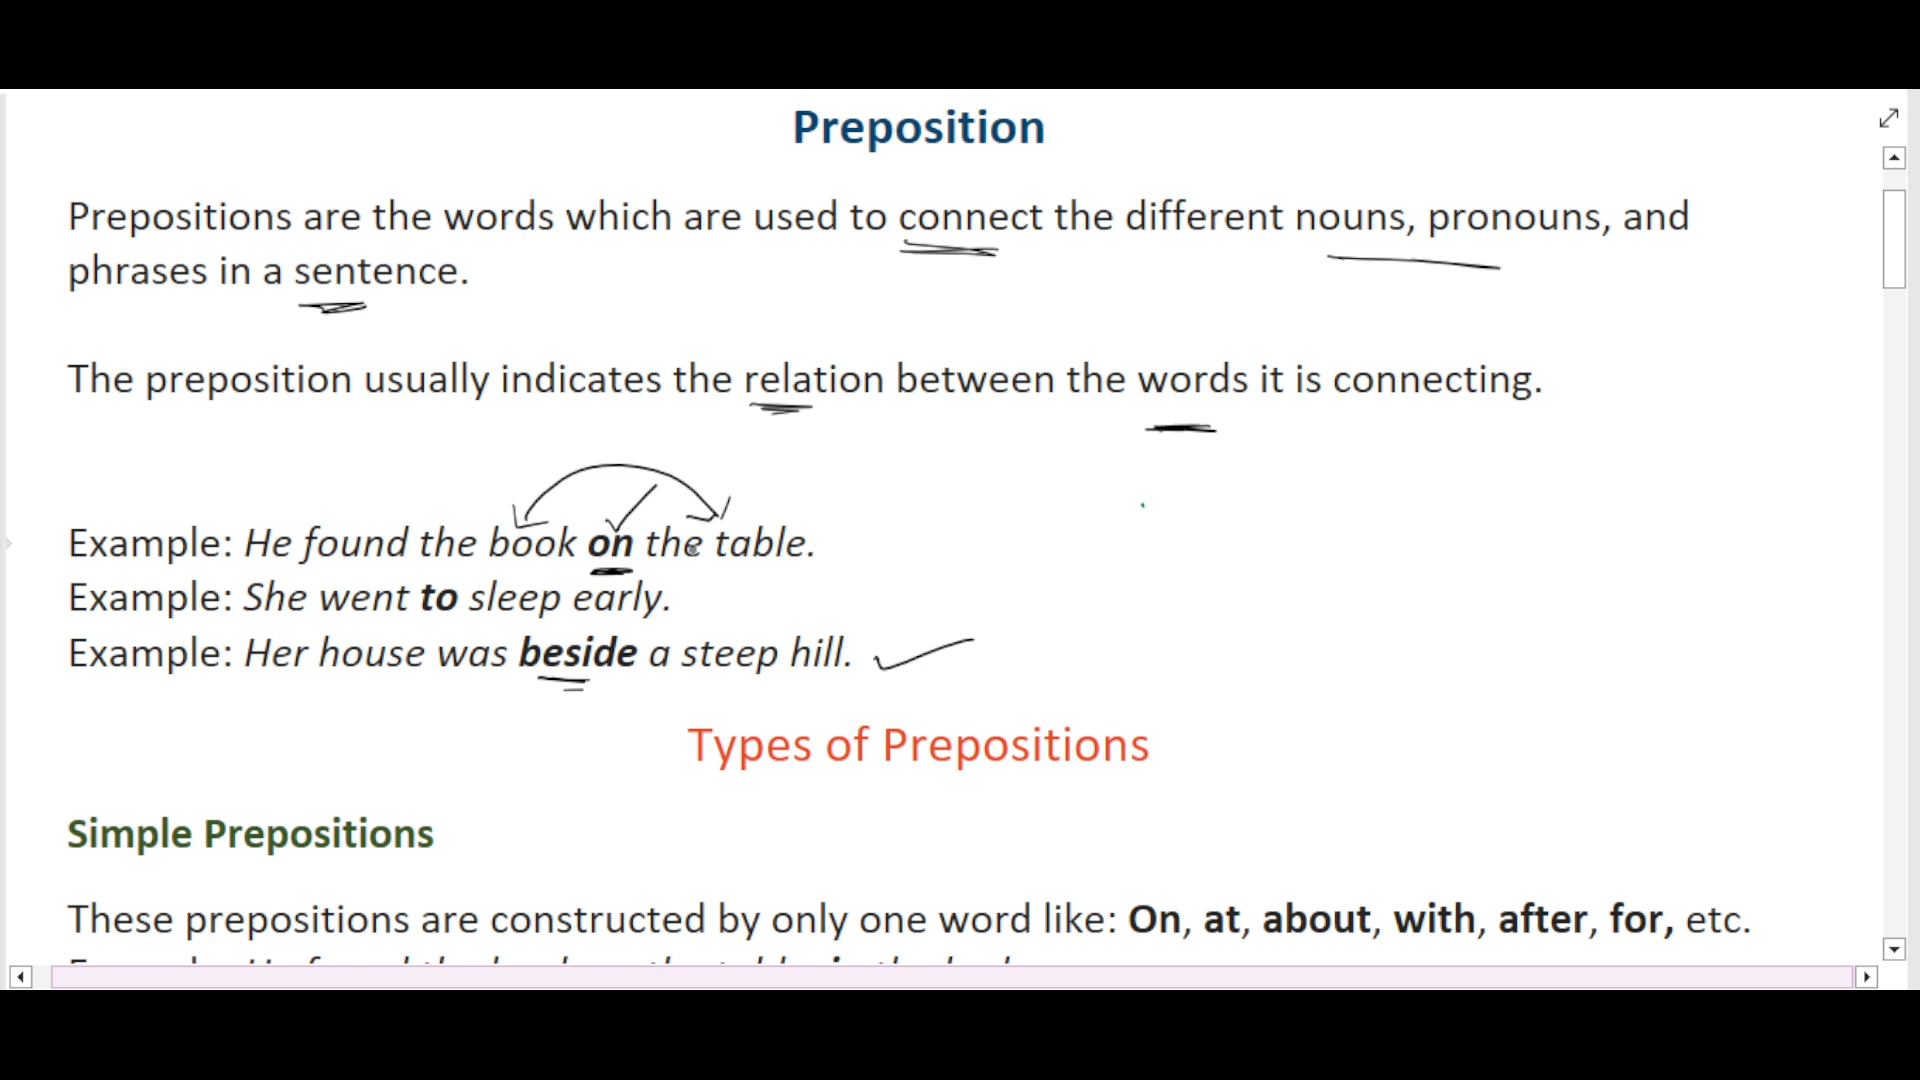 Preposition
Prepositions are the words which are used to connect the different nouns, pronouns, and
phrases in a sentence.
The preposition usually indicates the relation between the words it is connecting.
Example: He found the book on the table.
Example: She went to sleep early.
Example: Her house was beside a steep hill.
Types of Prepositions
Simple Prepositions
These prepositions are constructed by only one word like: On, at, about, with, after, for, etc.